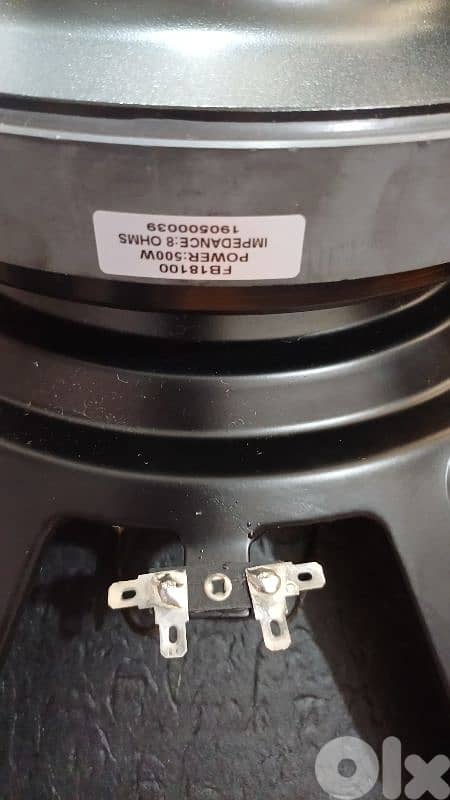 FB18100
POWER:500W
IMPEDANCE:8 OHMS
190500039
OLX